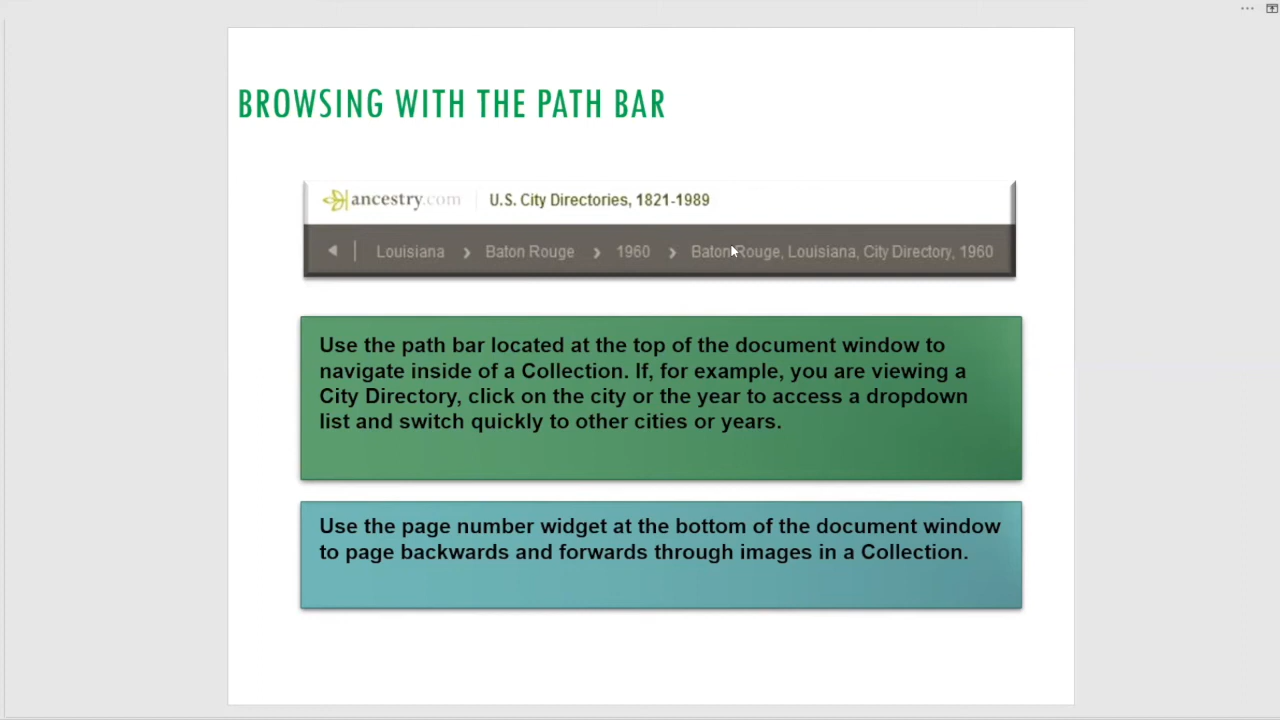 BROWSING WITH THE PATH BAR
ancestry.com U.S. City Directories, 1821-1989
Louisiana › Baton Rouge › 1960 › Baton Rouge, Louisiana, City Directory, 1960
Use the path bar located at the top of the document window to
navigate inside of a Collection. If, for example, you are viewing a
City Directory, click on the city or the year to access a dropdown
list and switch quickly to other cities or years.
Use the page number widget at the bottom of the document window
to page backwards and forwards through images in a Collection.